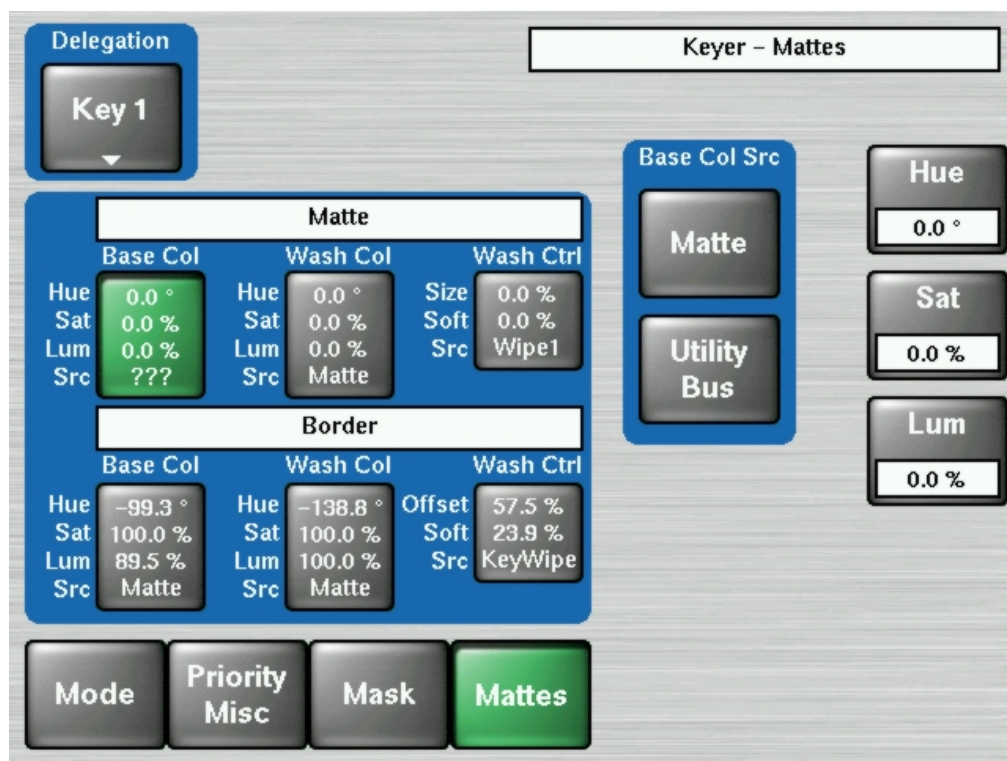 Delegation
Key 1
Keyer – Mattes
Matte
Base Col Wash Col Wash Ctrl
Hue 0.0 ° Hue 0.0 ° Size 0.0 %
Sat 0.0 % Sat 0.0 % Soft 0.0 %
Lum 0.0 % Lum 0.0 % Src Wipe1
Src ??? Src Matte
Border
Base Col Wash Col Wash Ctrl
Hue -99.3 ° Hue -138.8 ° Offset 57.5 %
Sat 100.0 % Sat 100.0 % Soft 23.9 %
Lum 89.5 % Lum 100.0 % Src KeyWipe
Src Matte Src Matte
Base Col Src
Matte
Utility
Bus
Hue
0.0 °
Sat
0.0 %
Lum
0.0 %
Mode
Priority
Misc
Mask
Mattes